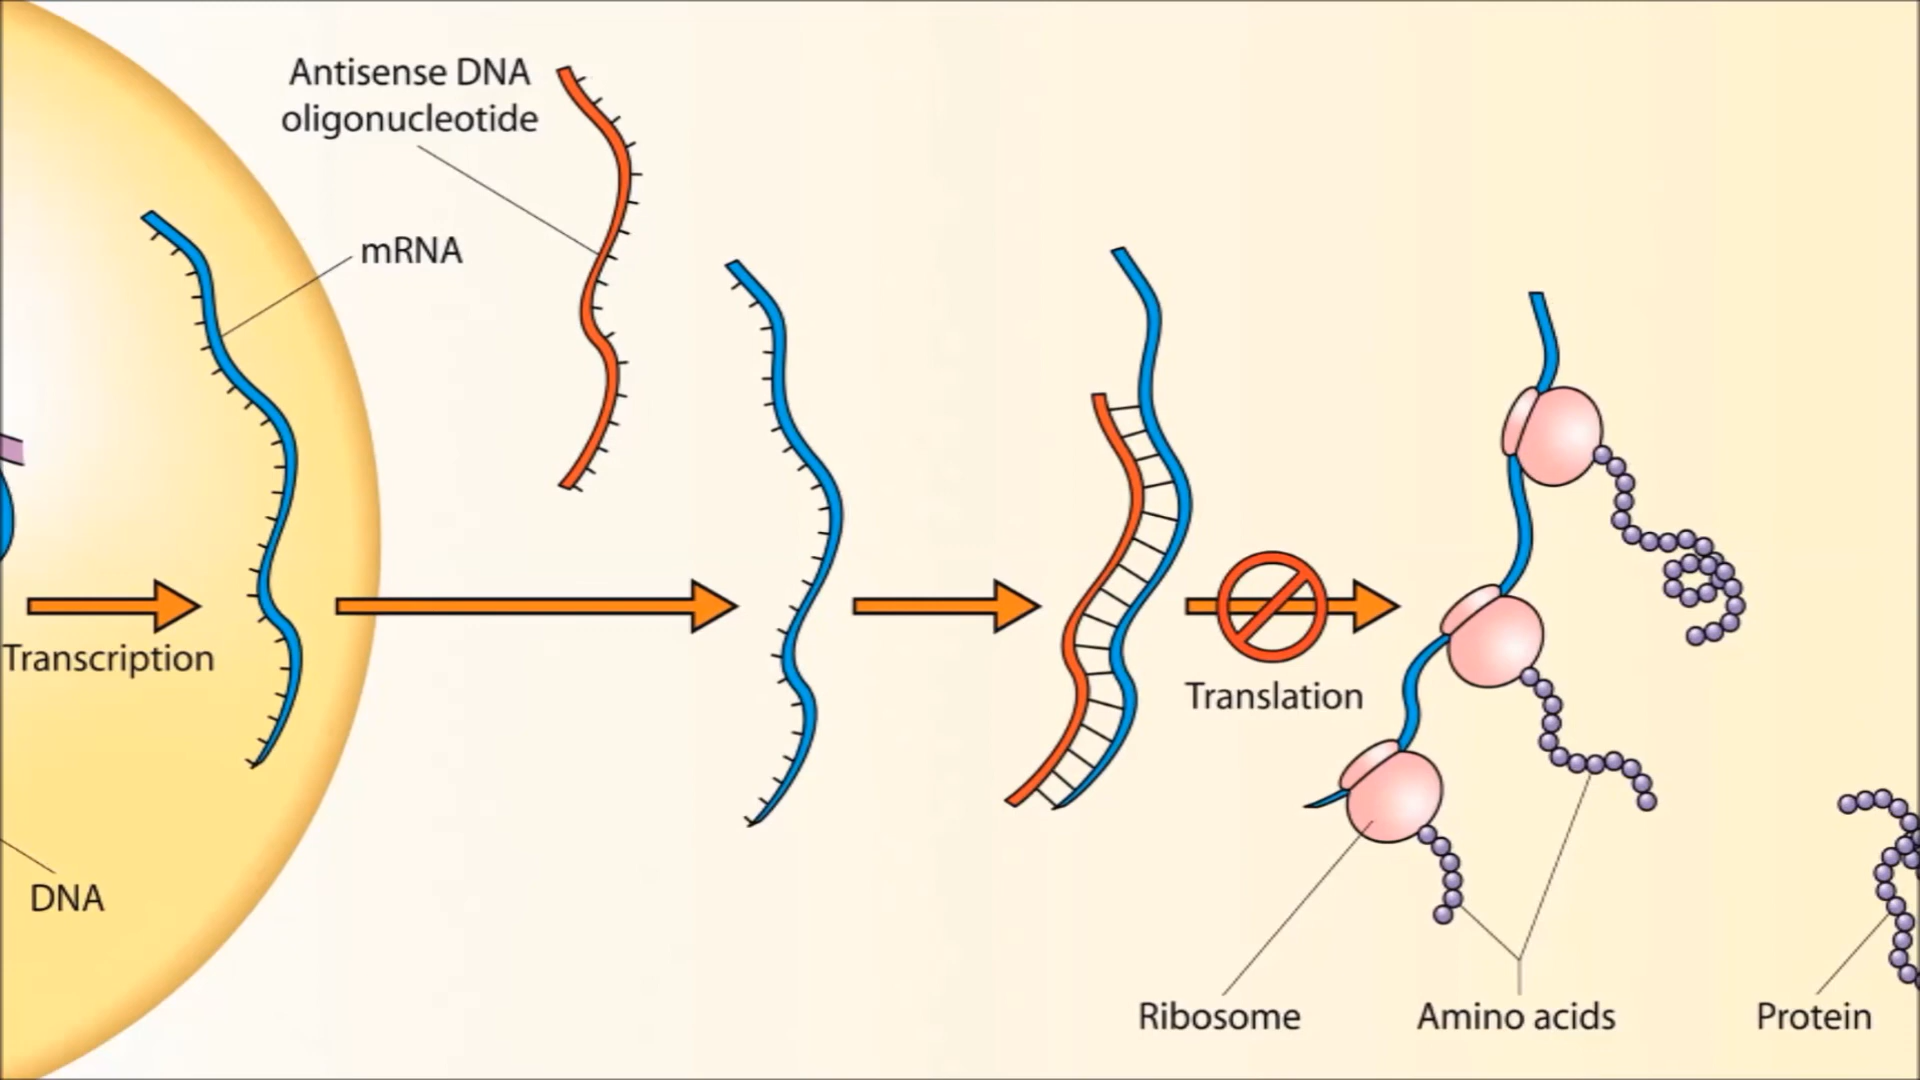 Antisense DNA
oligonucleotide
mRNA
Transcription
Translation
DNA
Ribosome
Amino acids
Protein